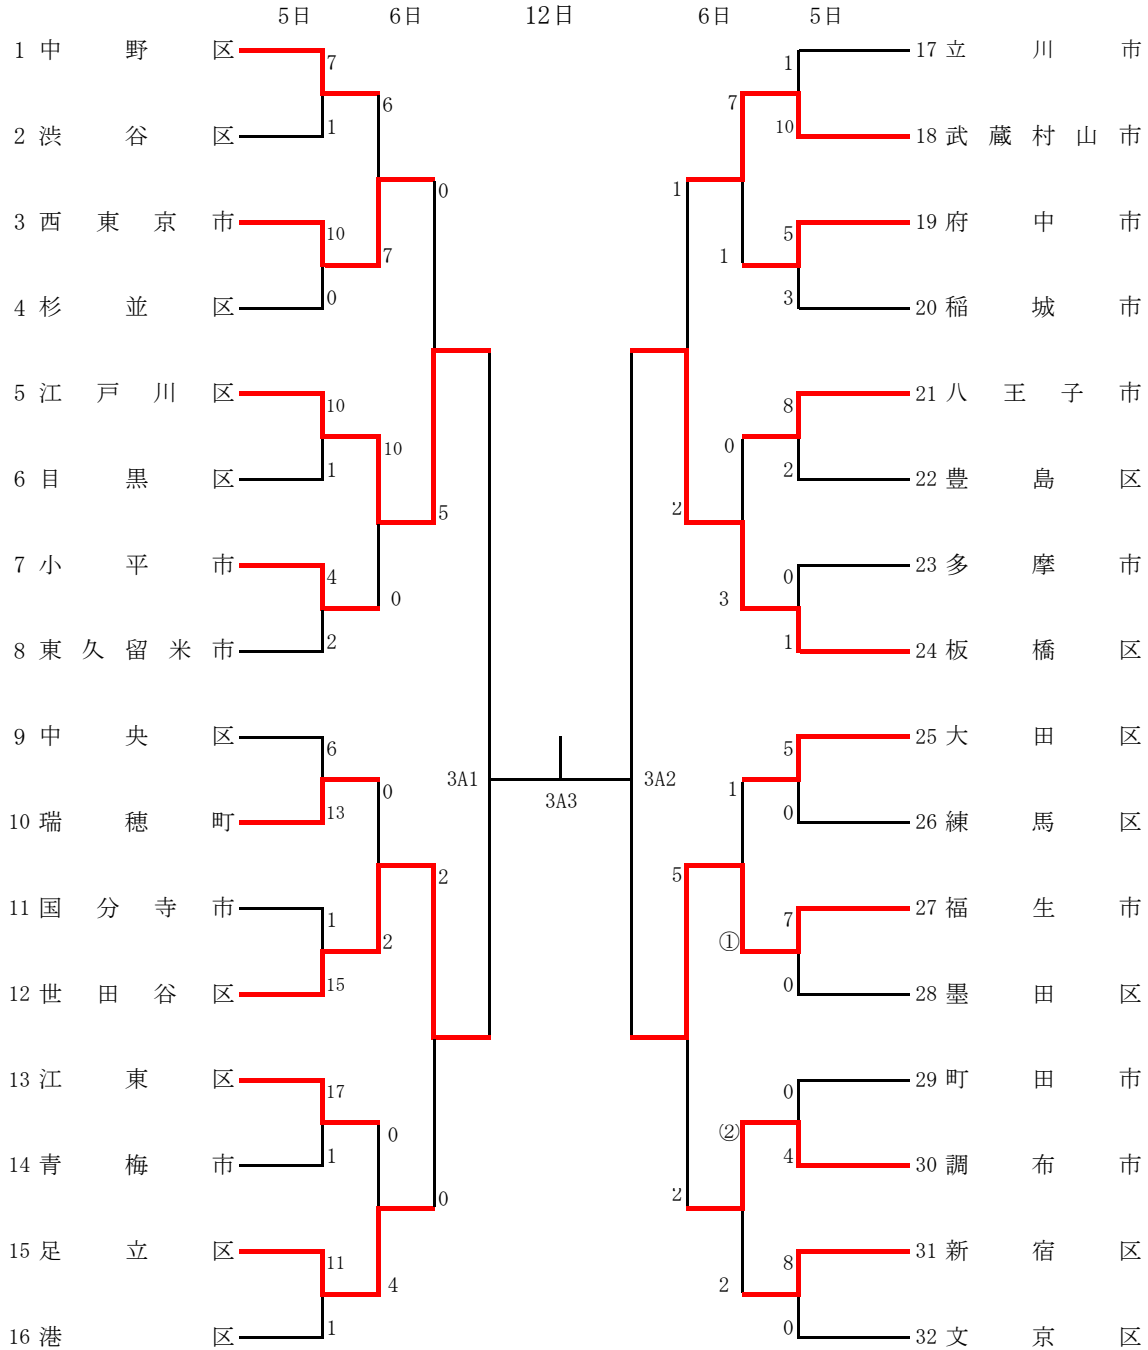 5日 6日 12日 6日 5日
1 中野区 7 1 17 立川市
6 7
2 渋谷区 1 10 18 武蔵村山市
0 1
3 西東京市 10 5 19 府中市
7 1
4 杉並区 0 3 20 稲城市
5 江戸川区 10 8 21 八王子市
10 0
6 目黒区 1 2 22 豊島区
5 2
7 小平市 4 0 23 多摩市
0 3
8 東久留米市 2 1 24 板橋区
9 中央区 6 5 25 大田区
3A1 3A2
0 3A3 1
10 瑞穂町 13 0 26 練馬区
2 5
11 国分寺市 1 7 27 福生市
2 ①
12 世田谷区 15 0 28 墨田区
13 江東区 17 0 29 町田市
0 ②
14 青梅市 1 4 30 調布市
0 2
15 足立区 11 8 31 新宿区
4 2
16 港区 1 0 32 文京区